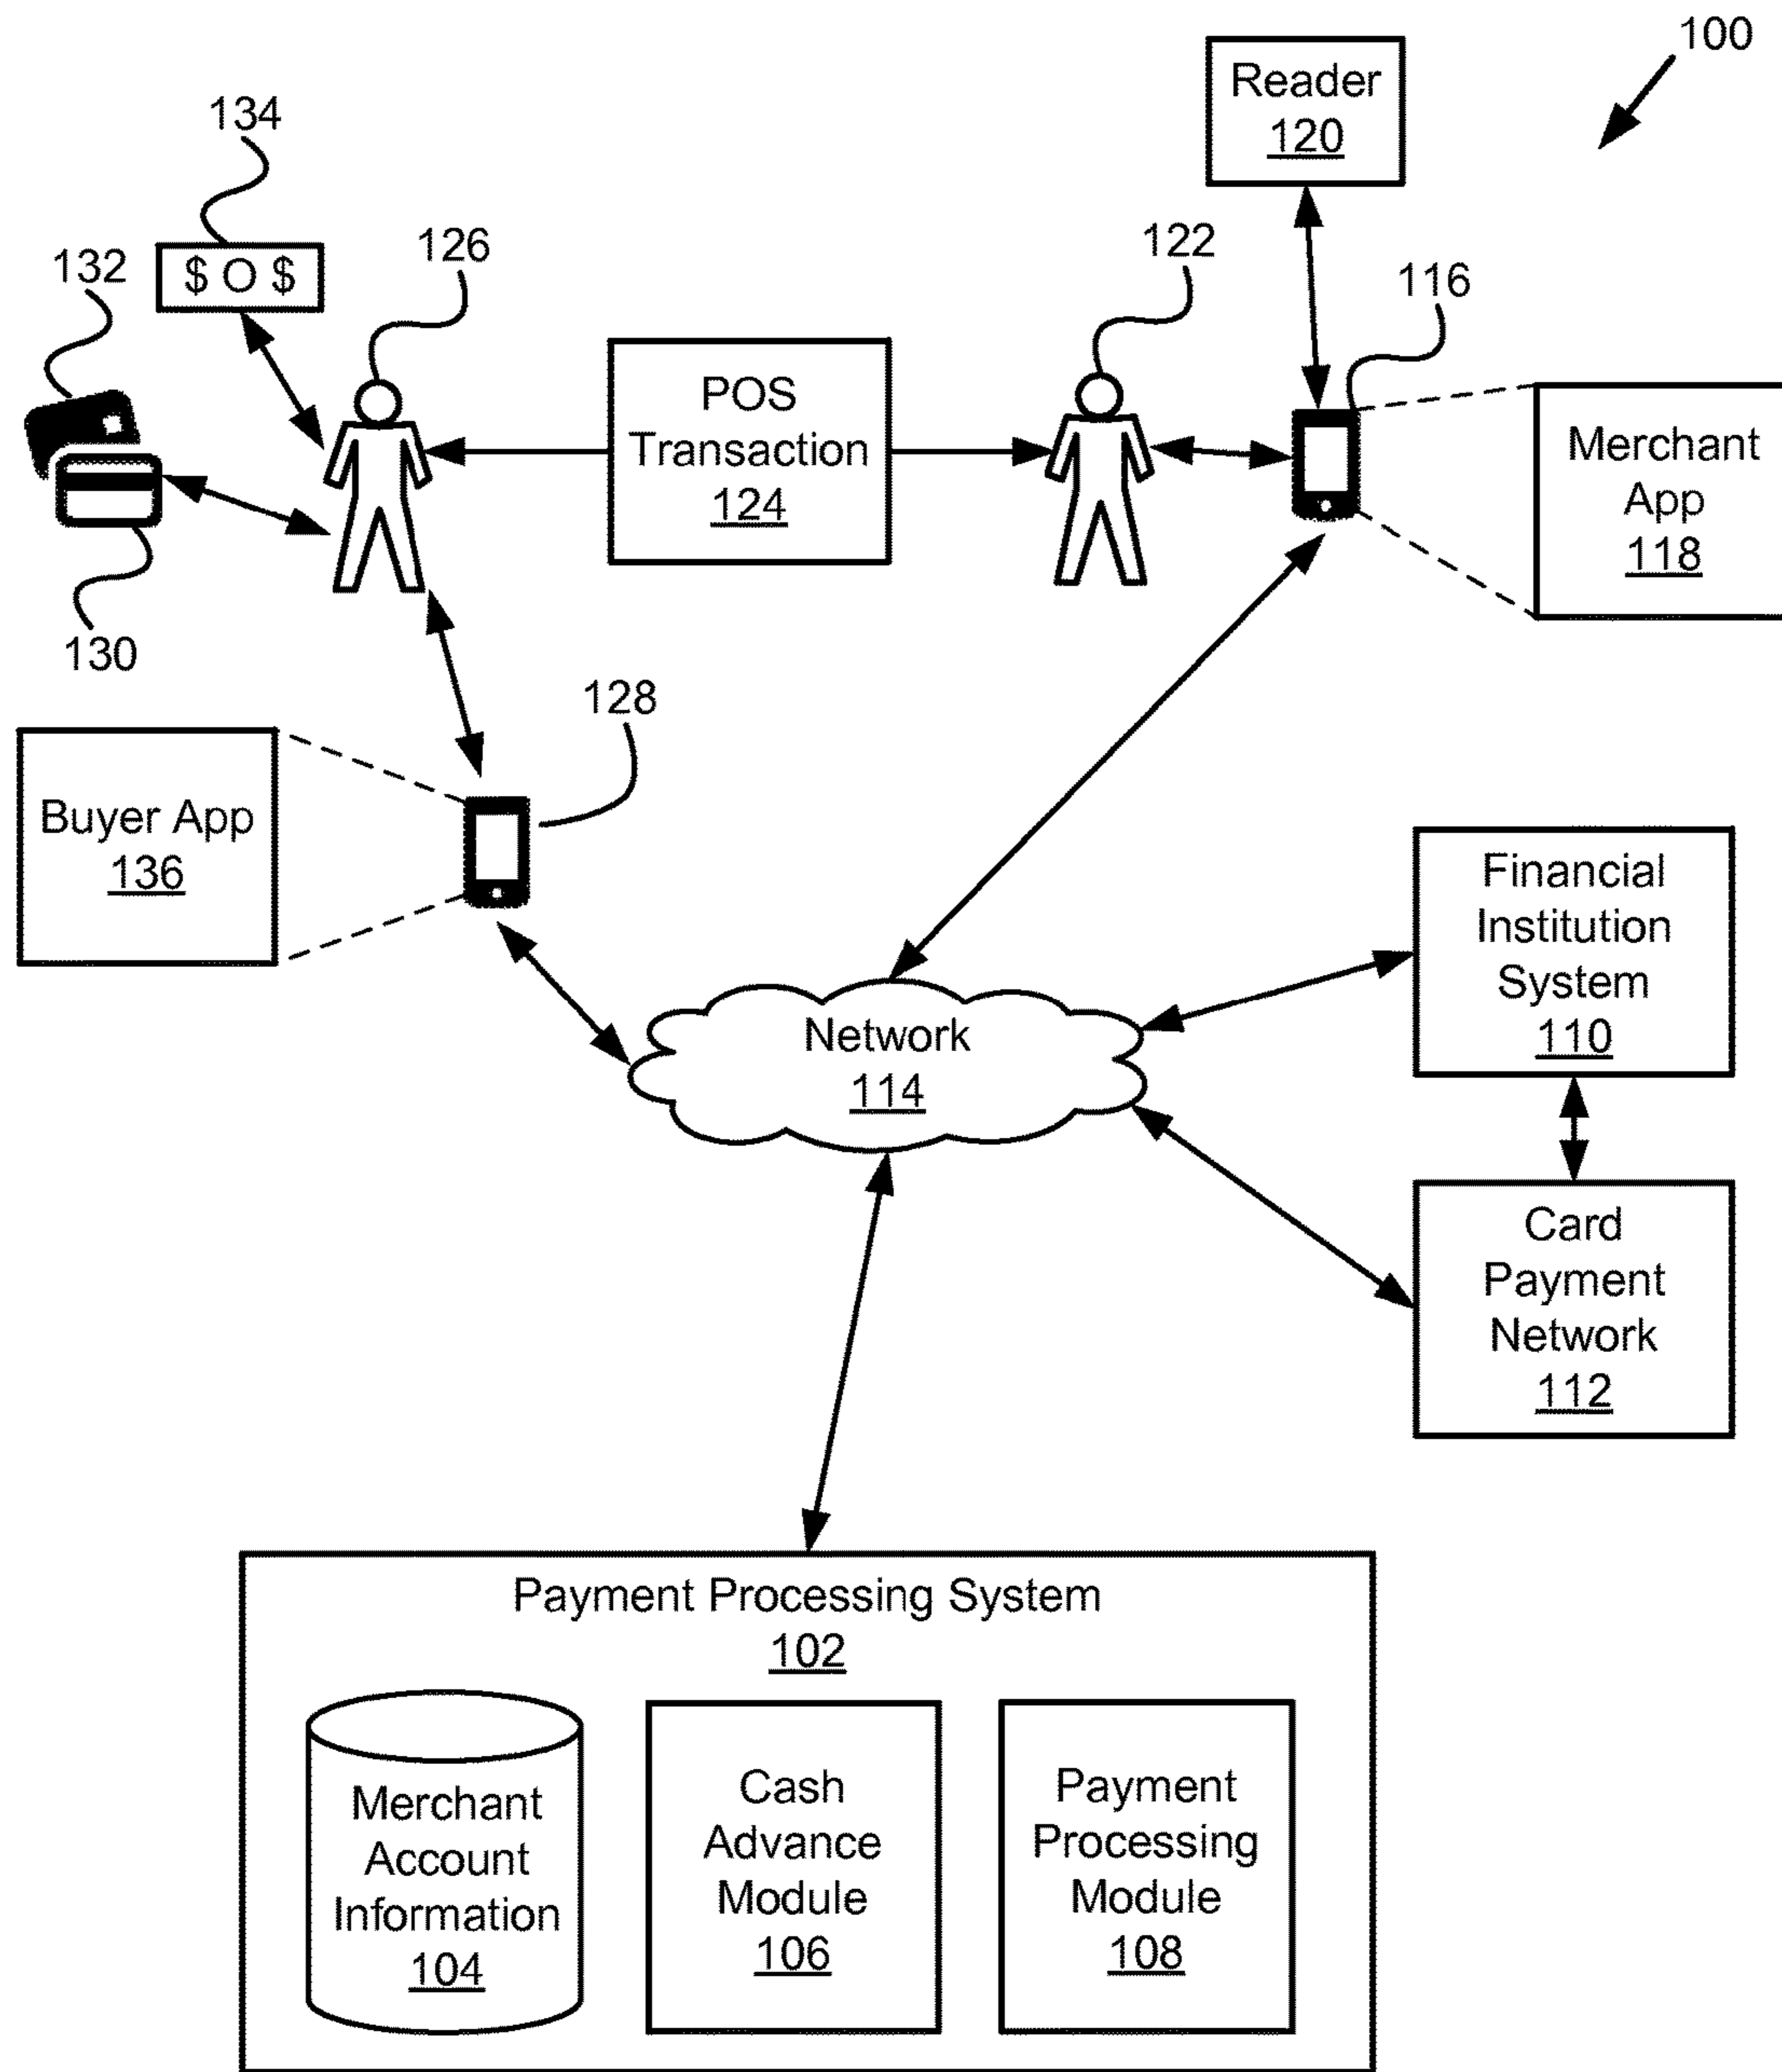 100
Reader
120
134
$ O $
126
122
132
116
POS
Transaction
124
Merchant
App
118
130
128
Buyer App
136
Financial
Institution
System
110
Network
114
Card
Payment
Network
112
Payment Processing System
102
Merchant
Account
Information
104
Cash
Advance
Module
106
Payment
Processing
Module
108